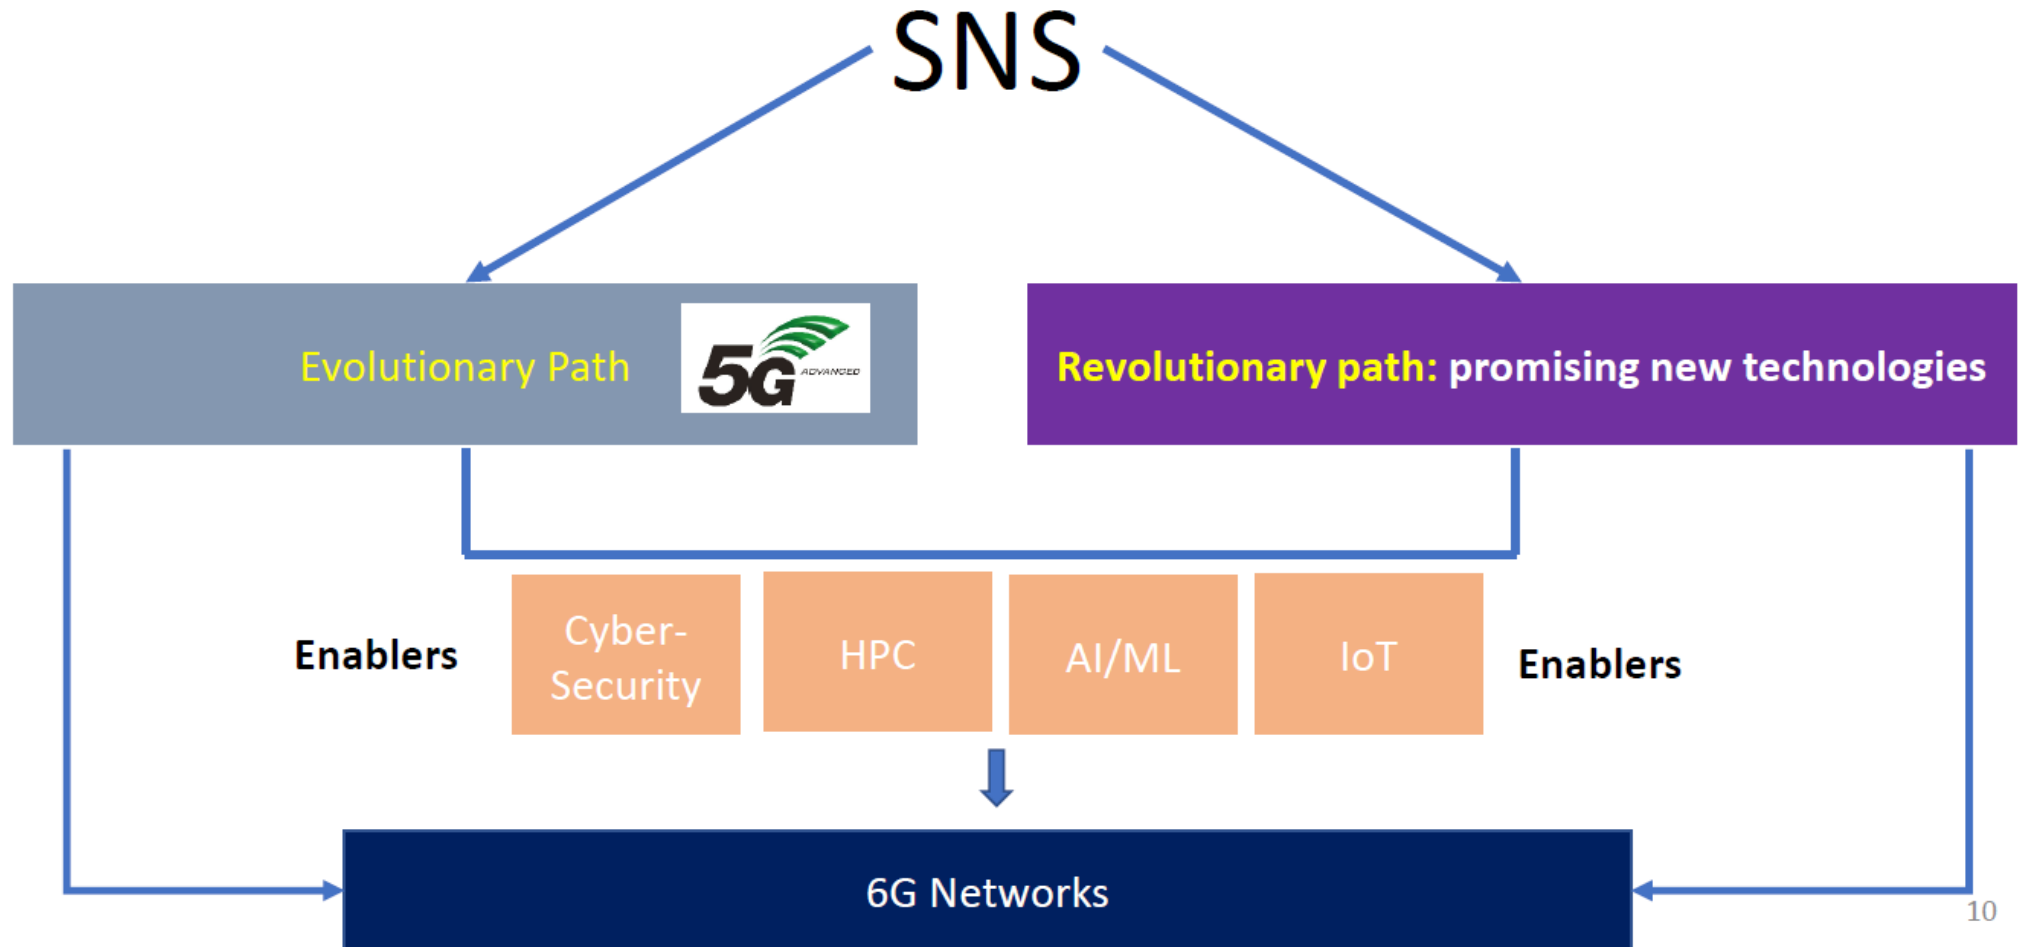 SNS
Evolutionary Path
5G
ADVANCED
Revolutionary path: promising new technologies
Enablers
Cyber-
Security
HPC
AI/ML
IoT
Enablers
6G Networks
10